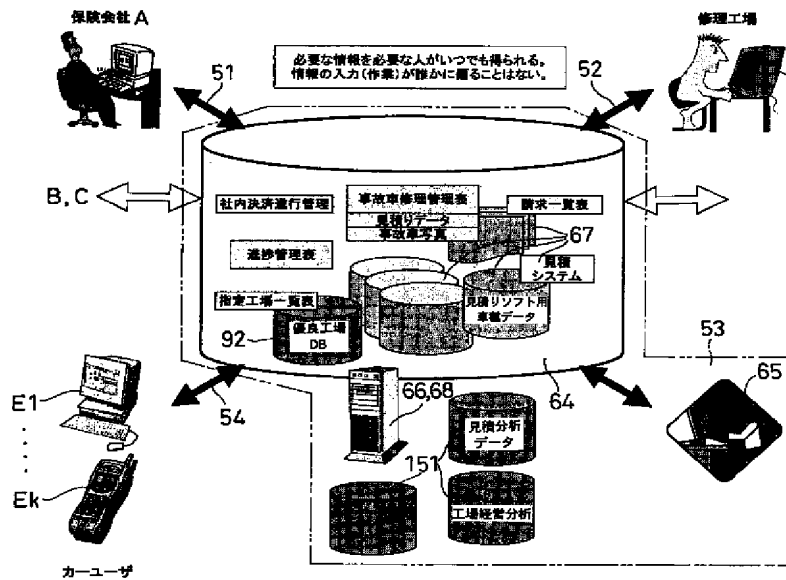 保険会社 A
修理工場
必要な情報を必要な人がいつでも得られる。
情報の入力(作業)が誰かに偏ることはない。
51
52
B, C
社内決済進行管理
事故車修理管理表
見積りデータ
事故車写真
請求一覧表
67
進捗管理表
見積
システム
指定工場一覧表
見積りソフト用
車種データ
92
優良工場
DB
53
E1
54
66,68
64
65
見積分析
データ
Ek
151
工場経営分析
カーユーザ